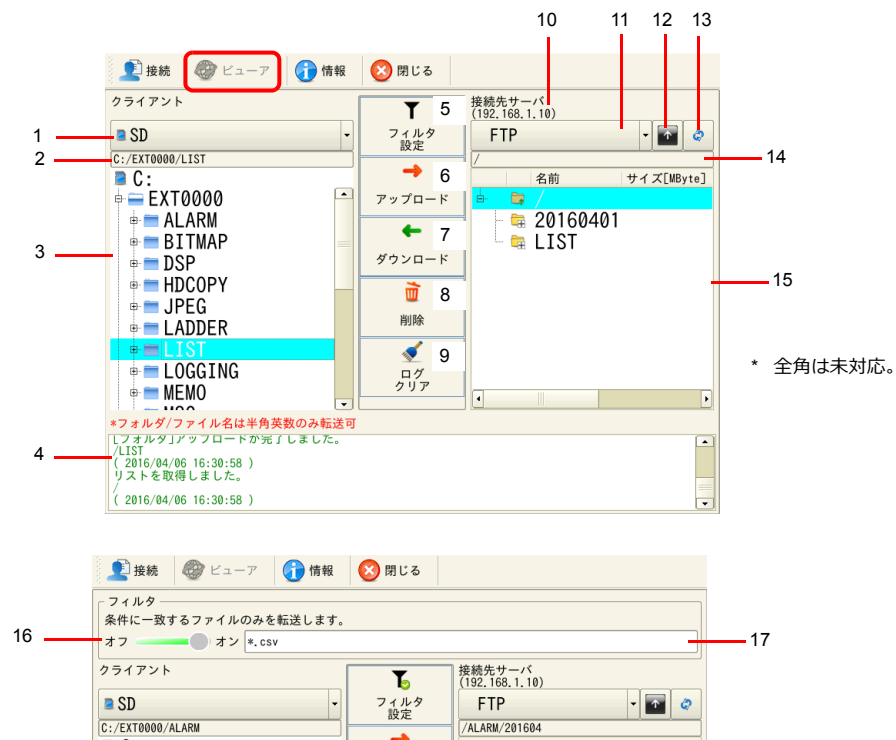 10
11
12
13
接続
ビューア
情報
閉じる
クライアント
5
接続先サーバ
(192.168.1.10)
1
SD
フィルタ
設定
FTP
2
C:/EXT0000/LIST
/
14
C:
6
名前
サイズ[MByte]
EXT0000
アップロード
/
ALARM
20160401
BITMAP
7
LIST
3
DSP
ダウンロード
HDCOPY
15
JPEG
8
LADDER
削除
LIST
9
LOGGING
ログ
クリア
* 全角は未対応。
MEMO
*フォルダ/ファイル名は半角英数のみ転送可
[フォルダ]アップロードが完了しました。
4
/LIST
( 2016/04/06 16:30:58 )
リストを取得しました。
/
( 2016/04/06 16:30:58 )
接続
ビューア
情報
閉じる
フィルタ
条件に一致するファイルのみを転送します。
16
オフ
オン
*.csv
17
クライアント
接続先サーバ
(192.168.1.10)
SD
フィルタ
設定
FTP
C:/EXT0000/ALARM
/ALARM/201604